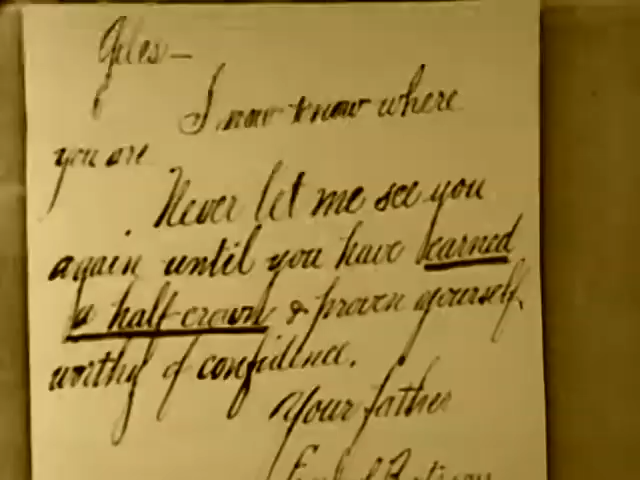 Giles—
I now know where
you are
Never let me see you
again until you have earned
a half crown & proven yourself
worthy of confidence.
Your father